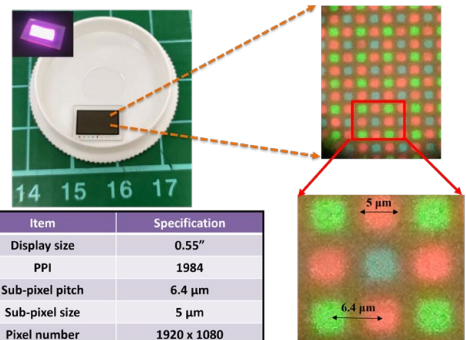 14 15 16 17
5 μm
6.4 μm
Item Specification
Display size 0.55″
PPI 1984
Sub-pixel pitch 6.4 μm
Sub-pixel size 5 μm
Pixel number 1920 x 1080